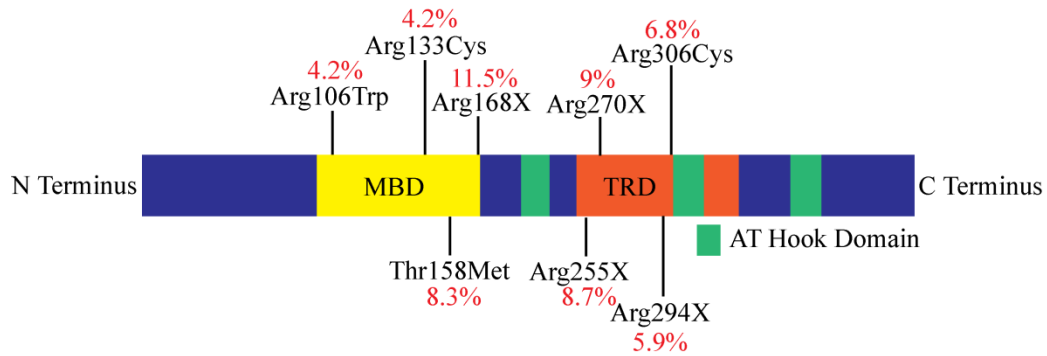 4.2%
Arg133Cys
6.8%
Arg306Cys
4.2%
Arg106Trp
11.5%
Arg168X
9%
Arg270X
N Terminus
MBD
TRD
C Terminus
AT Hook Domain
Thr158Met
8.3%
Arg255X
8.7%
Arg294X
5.9%